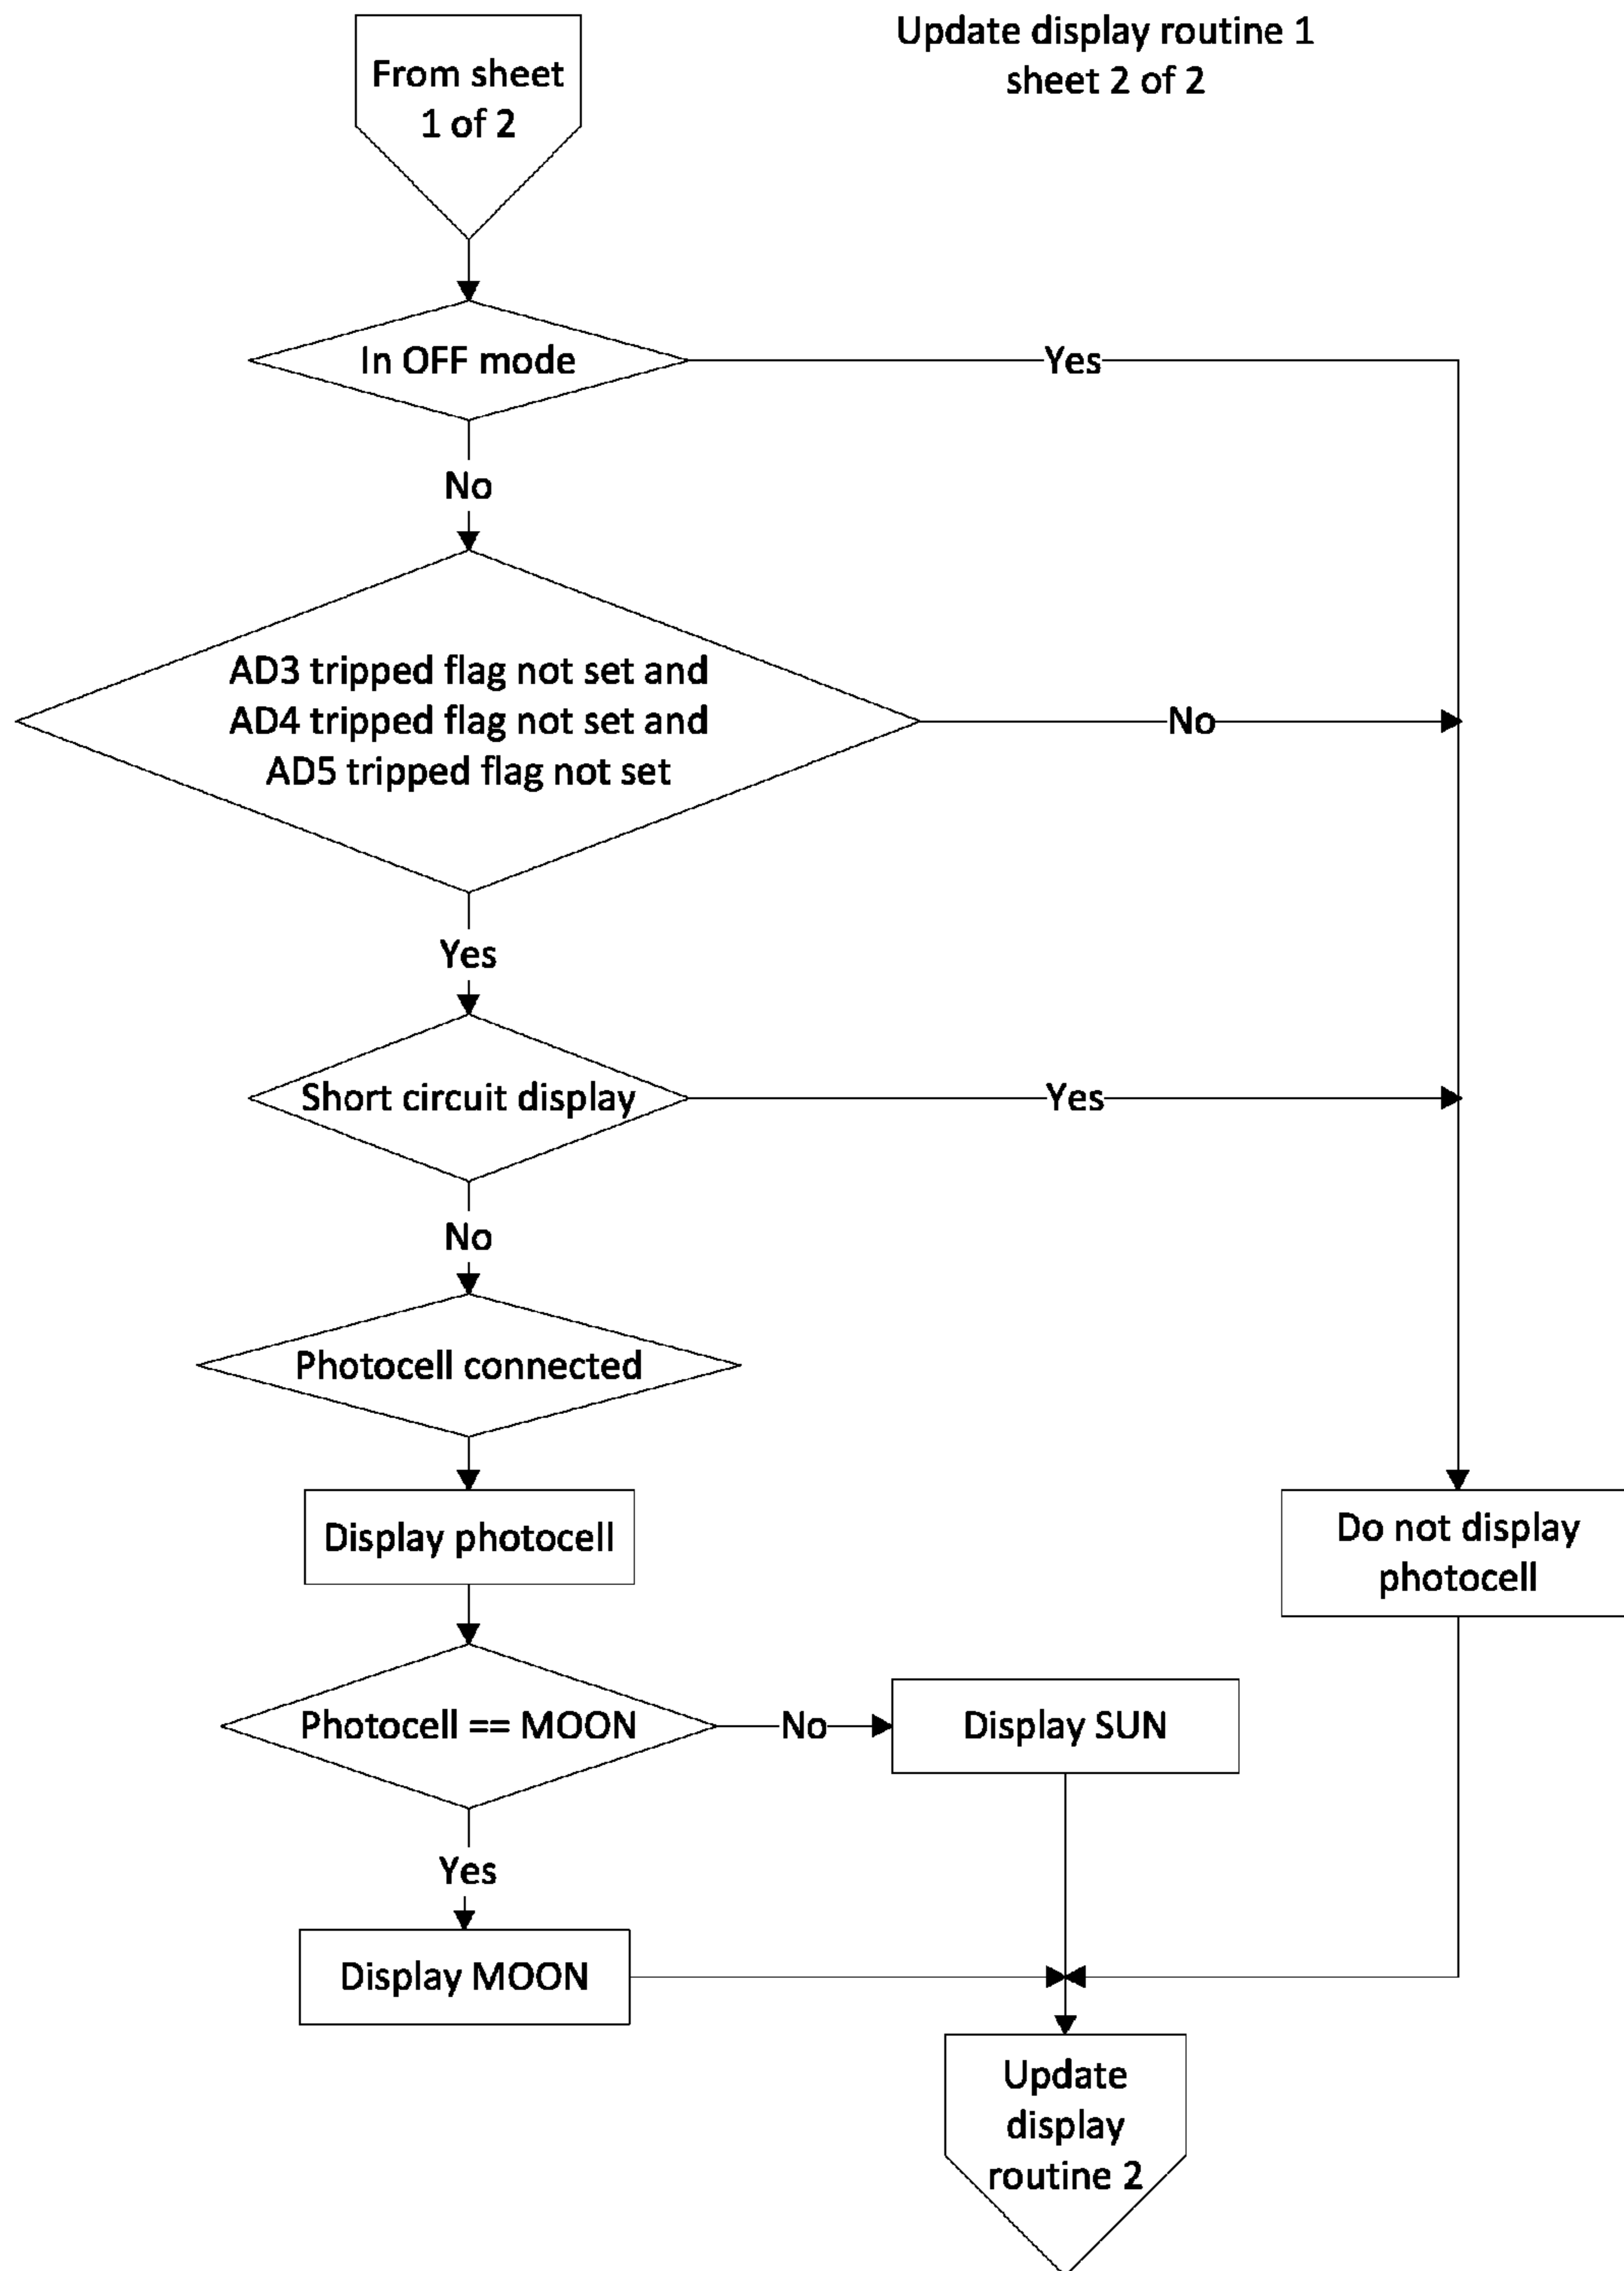 Update display routine 1
sheet 2 of 2
From sheet
1 of 2
In OFF mode
Yes
No
AD3 tripped flag not set and
AD4 tripped flag not set and
AD5 tripped flag not set
No
Yes
Short circuit display
Yes
No
Photocell connected
Display photocell
Do not display
photocell
Photocell == MOON
No
Display SUN
Yes
Display MOON
Update
display
routine 2